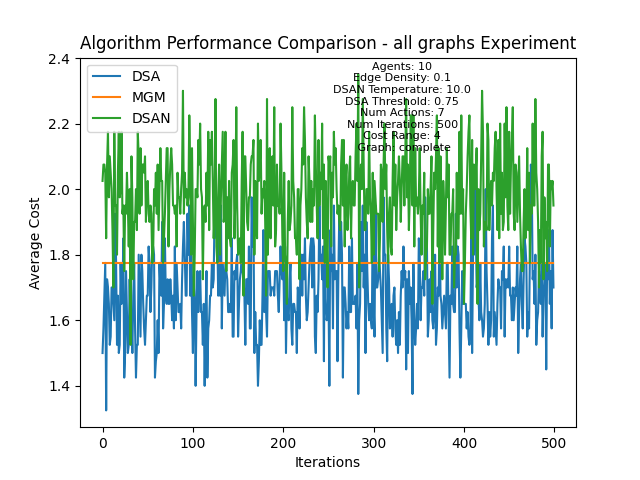 Algorithm Performance Comparison - all graphs Experiment
DSA
MGM
DSAN
Agents: 10
Edge Density: 0.1
DSAN Temperature: 10.0
DSA Threshold: 0.75
Num Actions: 7
Num Iterations: 500
Cost Range: 4
Graph: complete
Average Cost
2.4
2.2
2.0
1.8
1.6
1.4
0
100
200
300
400
500
Iterations